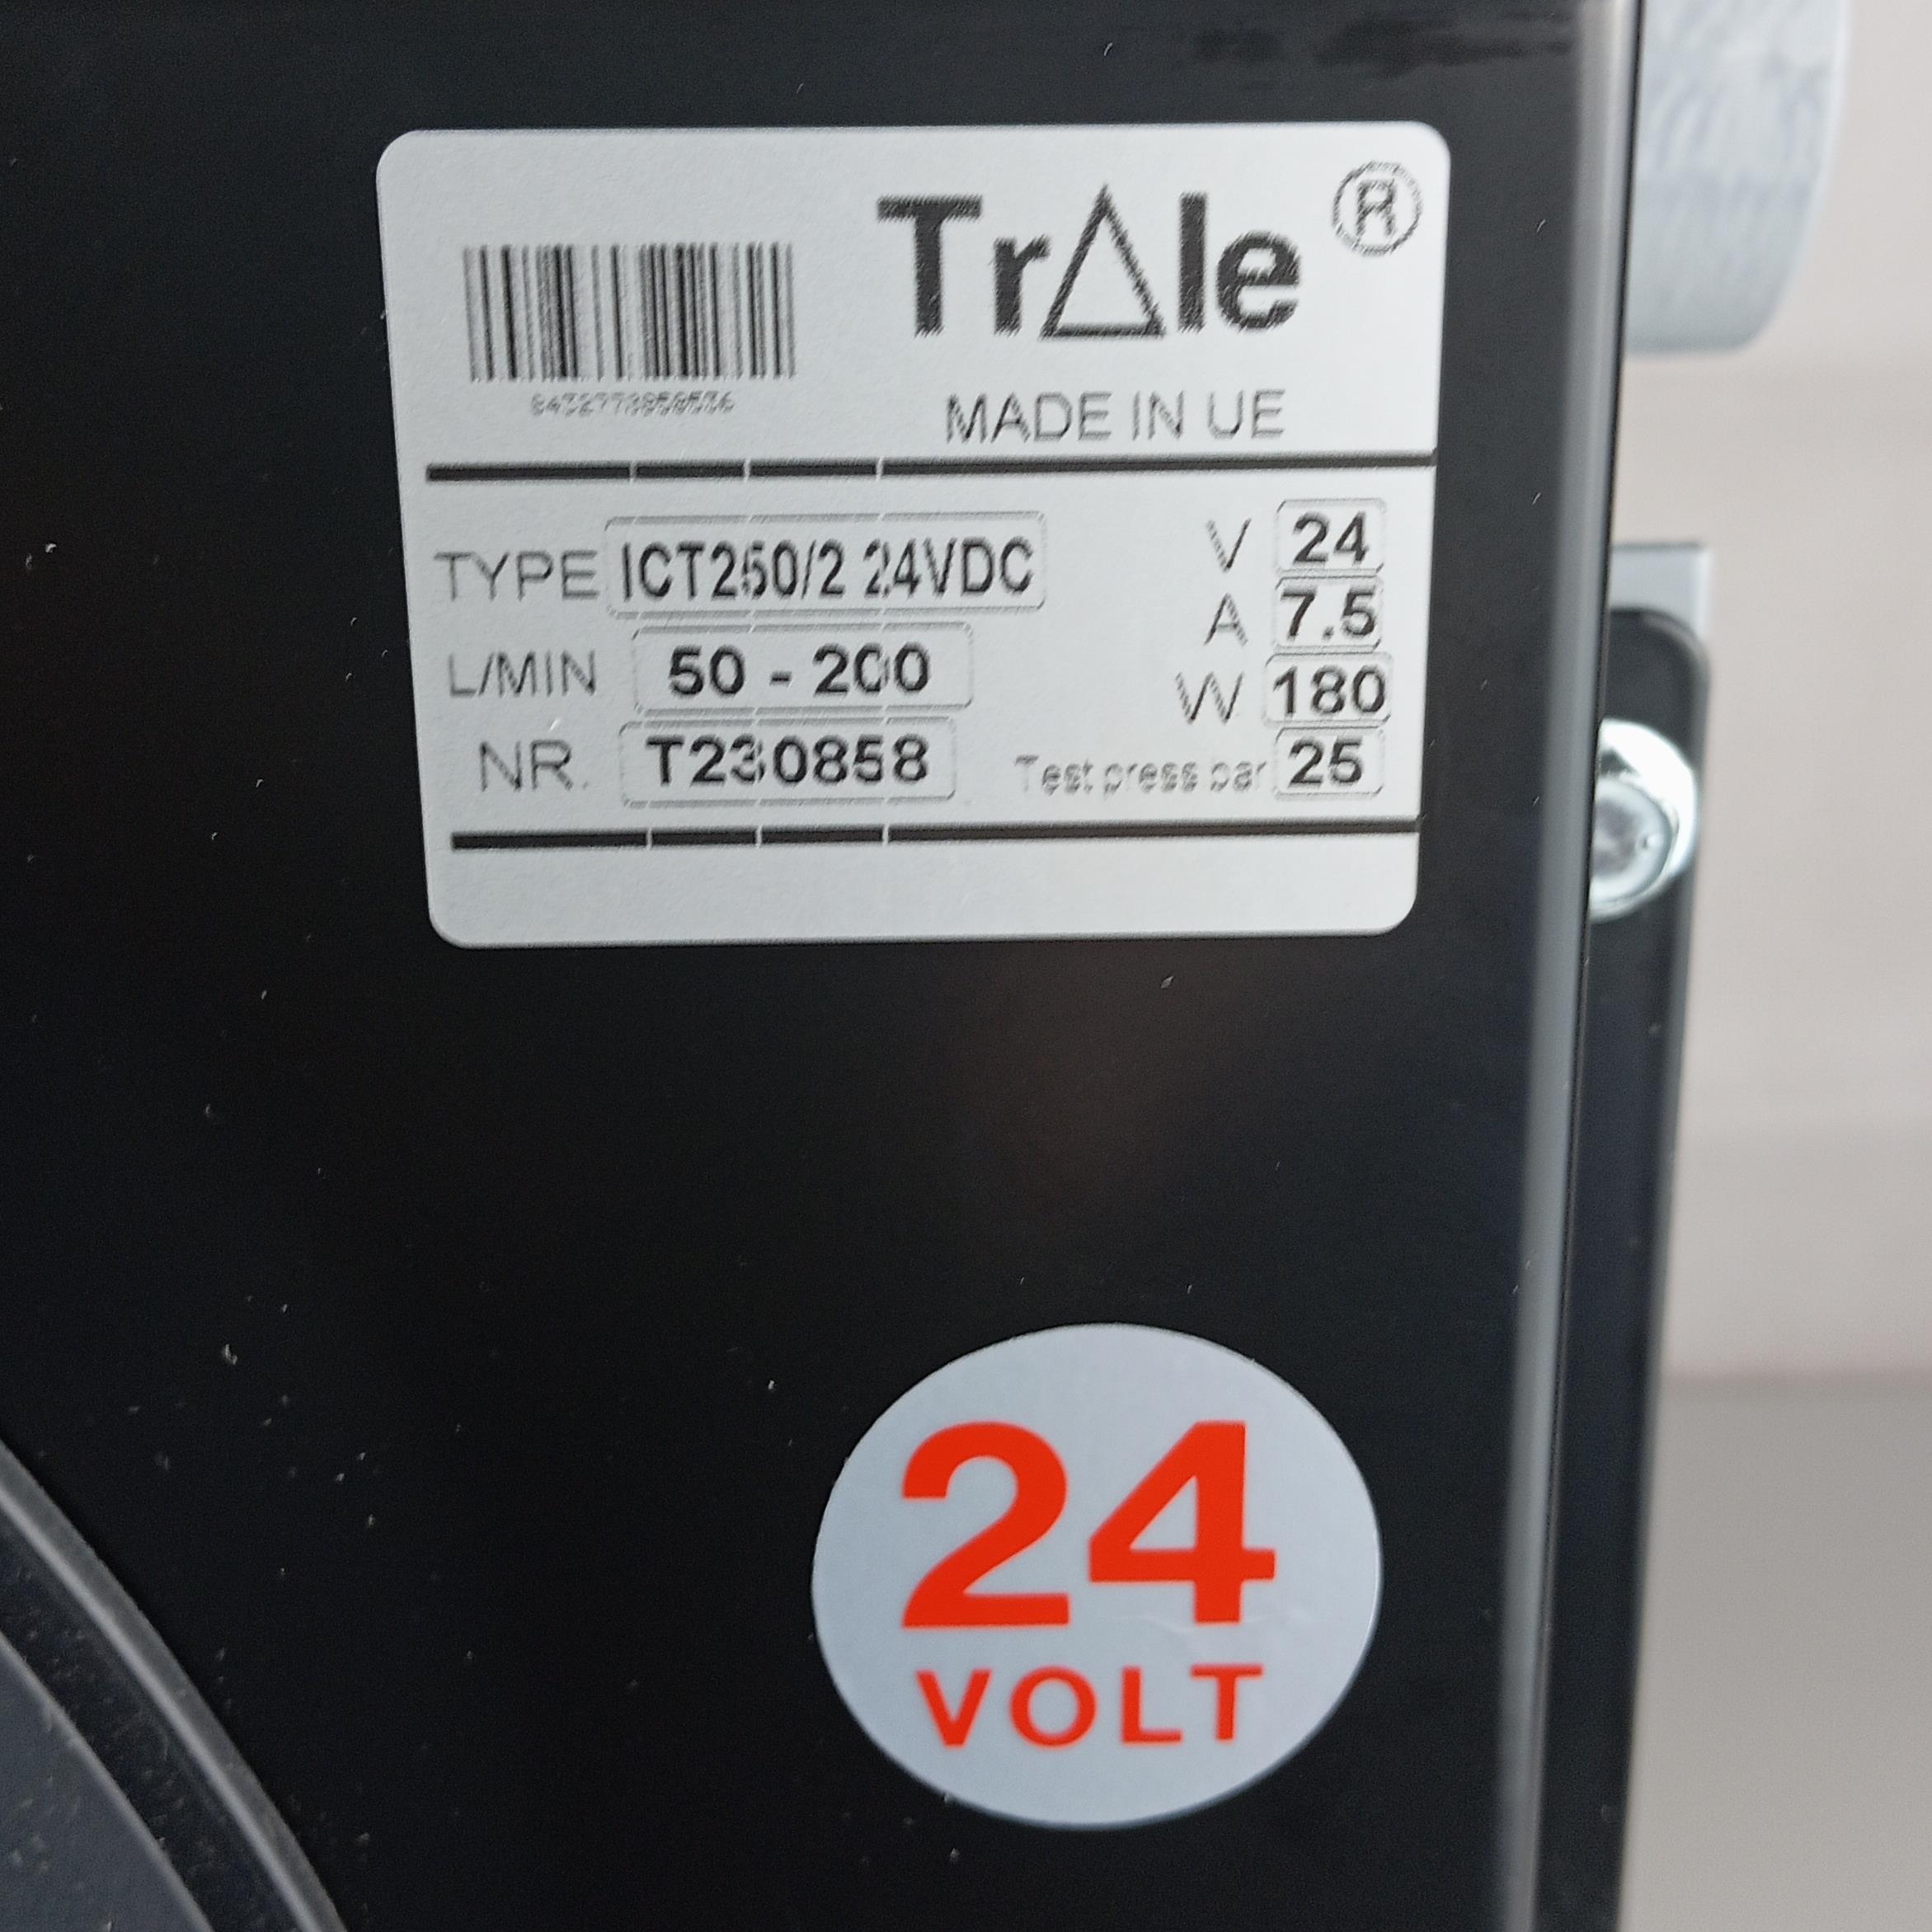 TrΔle ®
MADE IN UE
TYPE ICT250/2 24VDC
L/MIN 50 - 200
NR. T230858
V 24
A 7.5
W 180
Test press bar 25
24
VOLT